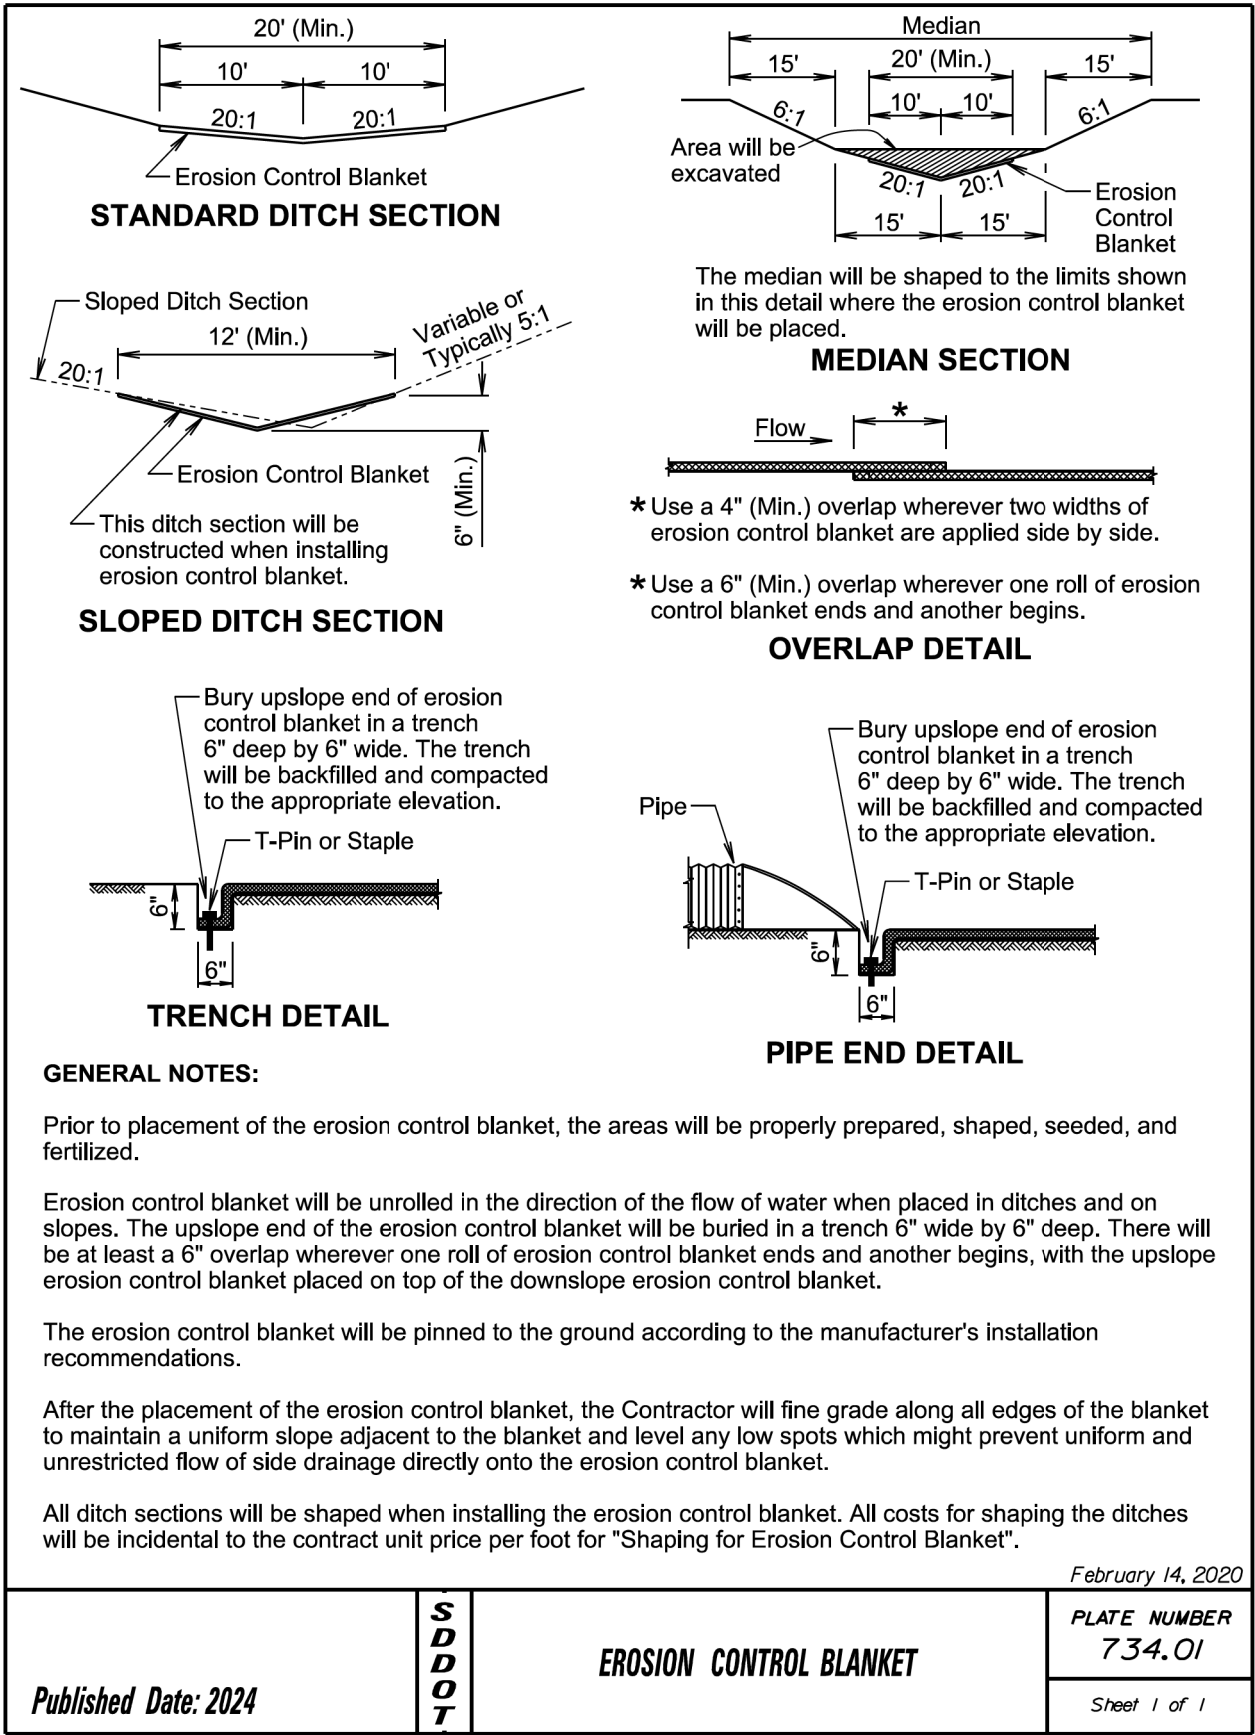 20' (Min.)
10'
10'
20:1
20:1
Erosion Control Blanket
STANDARD DITCH SECTION
Median
15'
20' (Min.)
15'
10'
10'
6:1
6:1
Area will be
excavated
20:1
20:1
Erosion
Control
Blanket
15'
15'
The median will be shaped to the limits shown
in this detail where the erosion control blanket
will be placed.
MEDIAN SECTION
Sloped Ditch Section
12' (Min.)
Variable or
Typically 5:1
20:1
Erosion Control Blanket
6" (Min.)
This ditch section will be
constructed when installing
erosion control blanket.
SLOPED DITCH SECTION
*
Flow
* Use a 4" (Min.) overlap wherever two widths of
erosion control blanket are applied side by side.
* Use a 6" (Min.) overlap wherever one roll of erosion
control blanket ends and another begins.
OVERLAP DETAIL
Bury upslope end of erosion
control blanket in a trench
6" deep by 6" wide. The trench
will be backfilled and compacted
to the appropriate elevation.
T-Pin or Staple
6"
6"
TRENCH DETAIL
Bury upslope end of erosion
control blanket in a trench
6" deep by 6" wide. The trench
will be backfilled and compacted
to the appropriate elevation.
Pipe
T-Pin or Staple
6"
6"
PIPE END DETAIL
GENERAL NOTES:
Prior to placement of the erosion control blanket, the areas will be properly prepared, shaped, seeded, and
fertilized.
Erosion control blanket will be unrolled in the direction of the flow of water when placed in ditches and on
slopes. The upslope end of the erosion control blanket will be buried in a trench 6" wide by 6" deep. There will
be at least a 6" overlap wherever one roll of erosion control blanket ends and another begins, with the upslope
erosion control blanket placed on top of the downslope erosion control blanket.
The erosion control blanket will be pinned to the ground according to the manufacturer's installation
recommendations.
After the placement of the erosion control blanket, the Contractor will fine grade along all edges of the blanket
to maintain a uniform slope adjacent to the blanket and level any low spots which might prevent uniform and
unrestricted flow of side drainage directly onto the erosion control blanket.
All ditch sections will be shaped when installing the erosion control blanket. All costs for shaping the ditches
will be incidental to the contract unit price per foot for "Shaping for Erosion Control Blanket".
February 14, 2020
Published Date: 2024
S
D
D
O
T
EROSION CONTROL BLANKET
PLATE NUMBER
734.01
Sheet 1 of 1